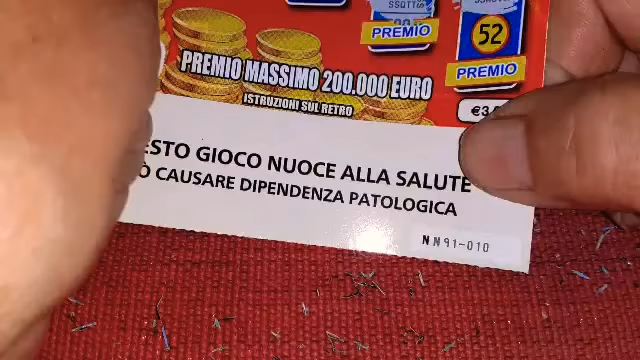 PREMIO
52
PREMIO
PREMIO MASSIMO 200.000 EURO
ISTRUZIONI SUL RETRO
GIOCO NUOCE ALLA SALUTE
CAUSARE DIPENDENZA PATOLOGICA
NN91-010